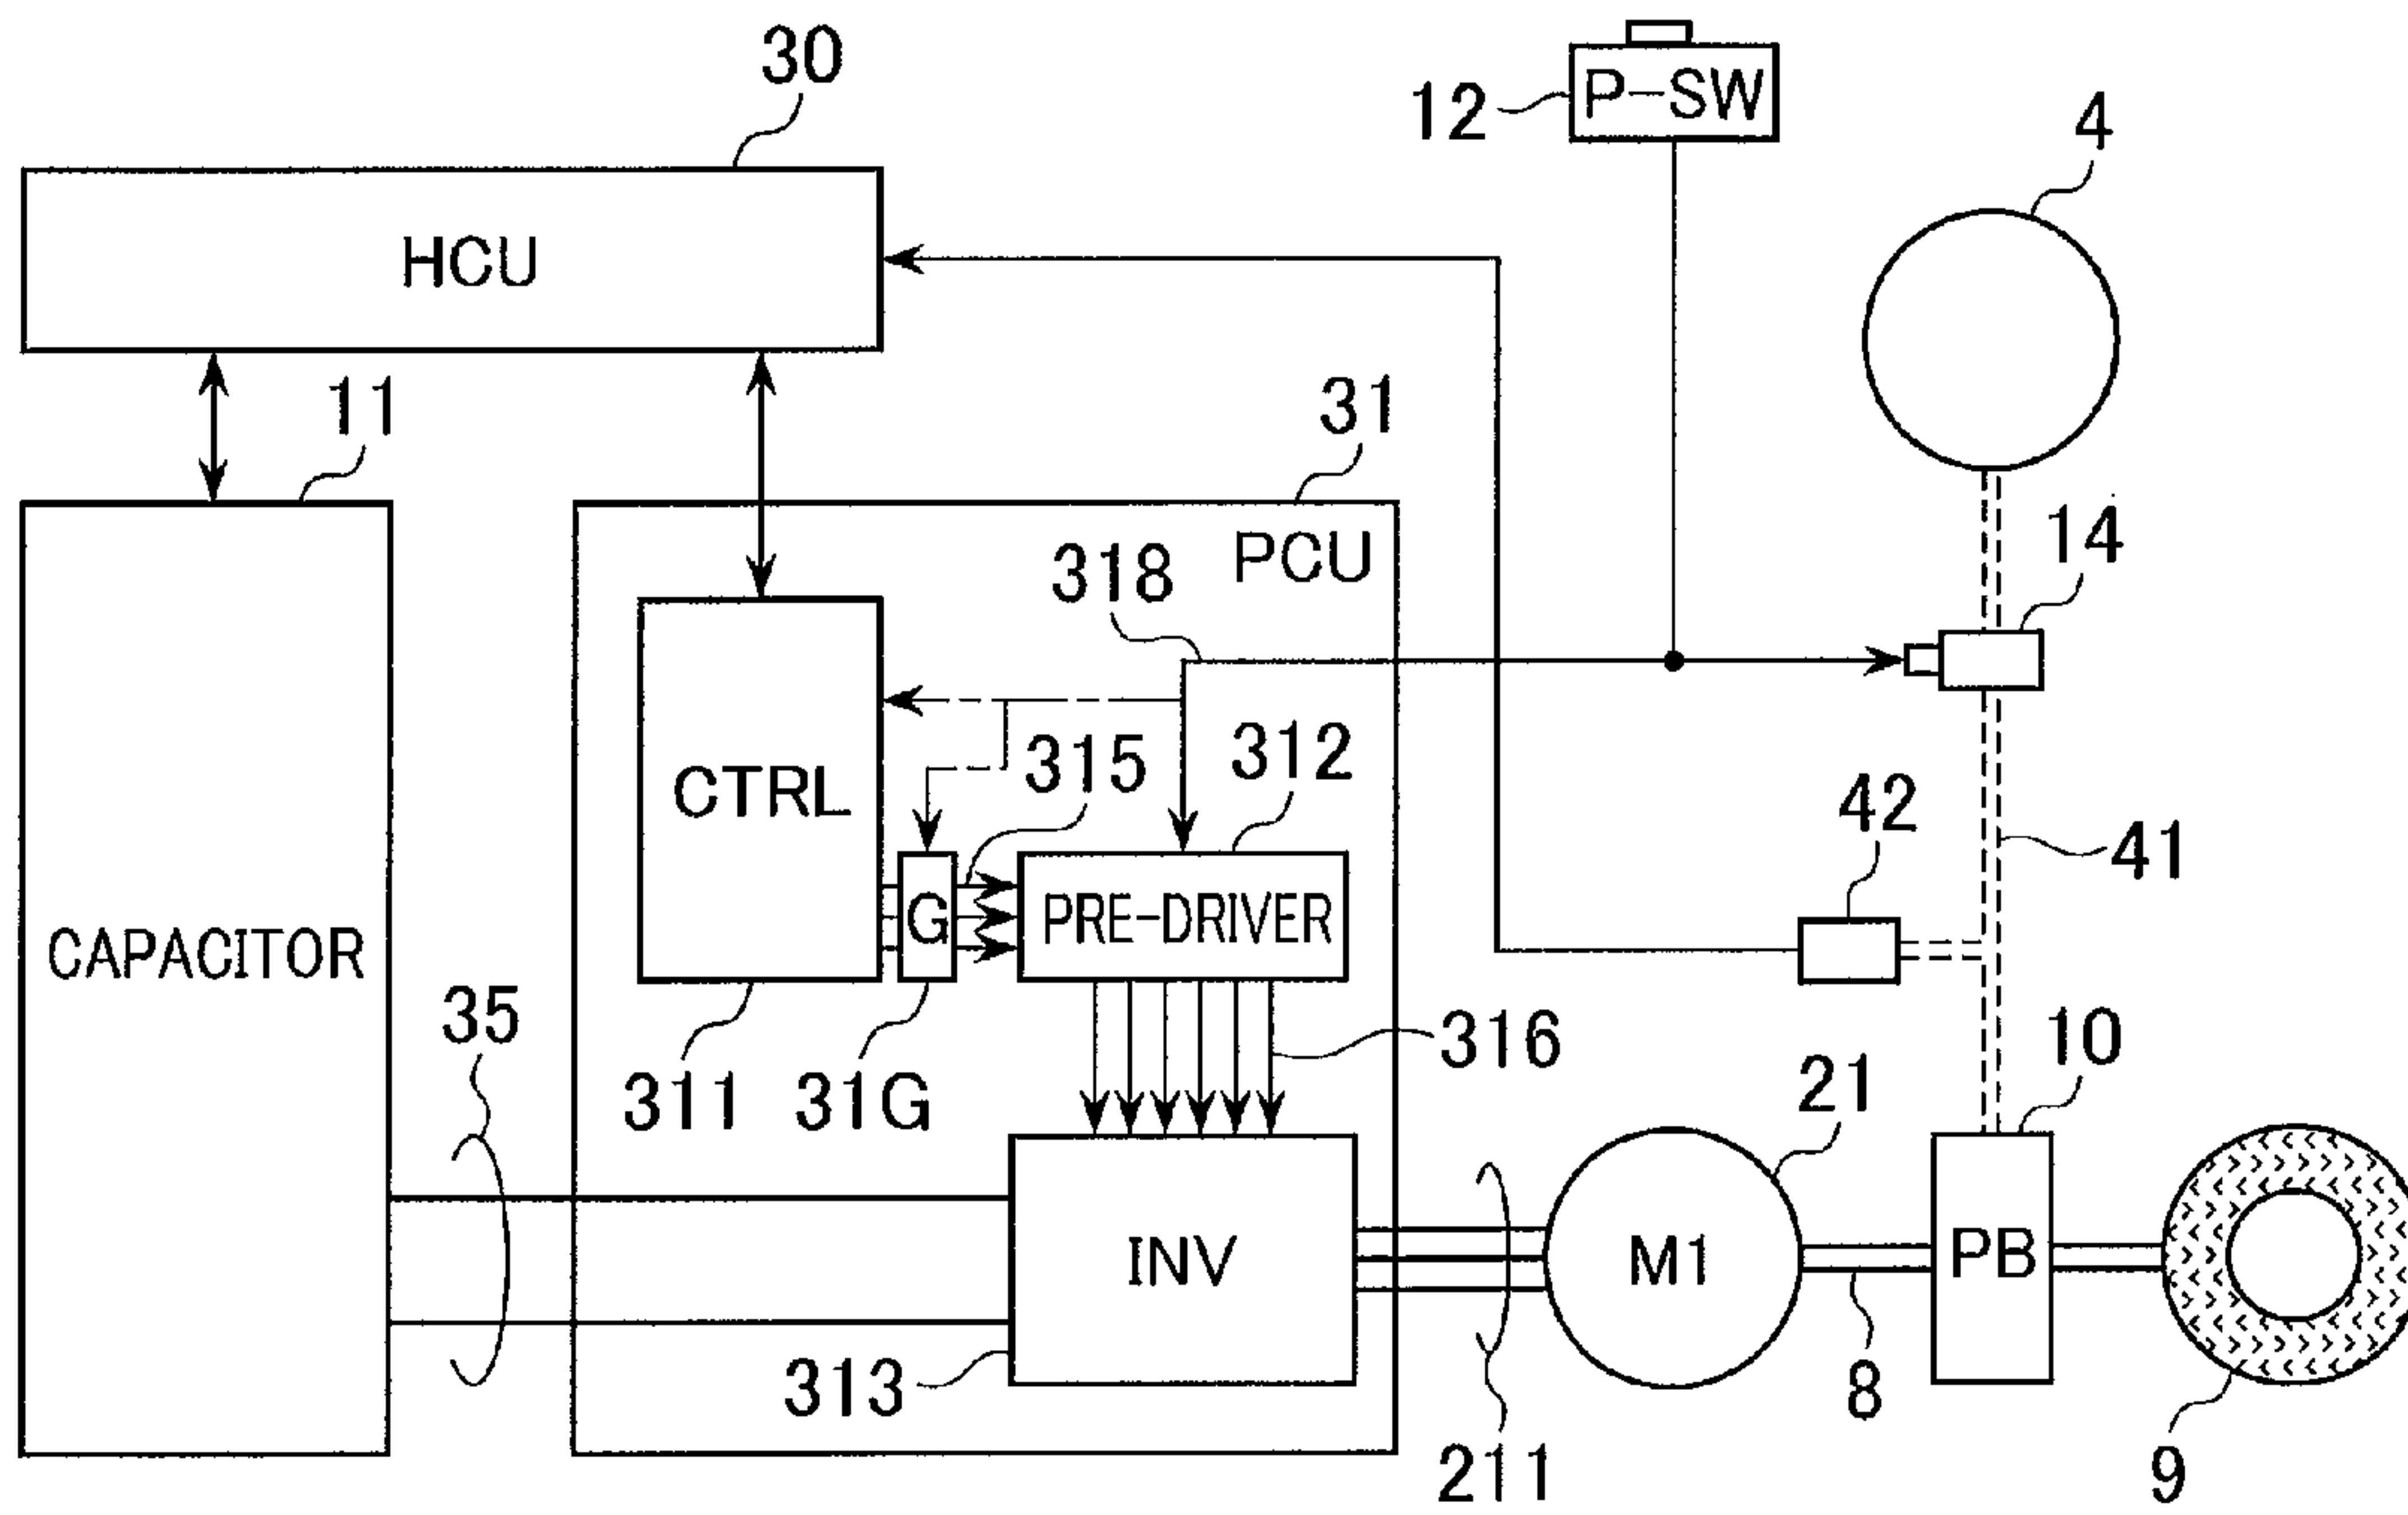 30
P-SW
12
4
HCU
11
31
PCU
318
14
CTRL
315
312
42
41
G
PRE-DRIVER
CAPACITOR
35
316
10
311
31G
21
INV
M1
PB
313
8
211
9